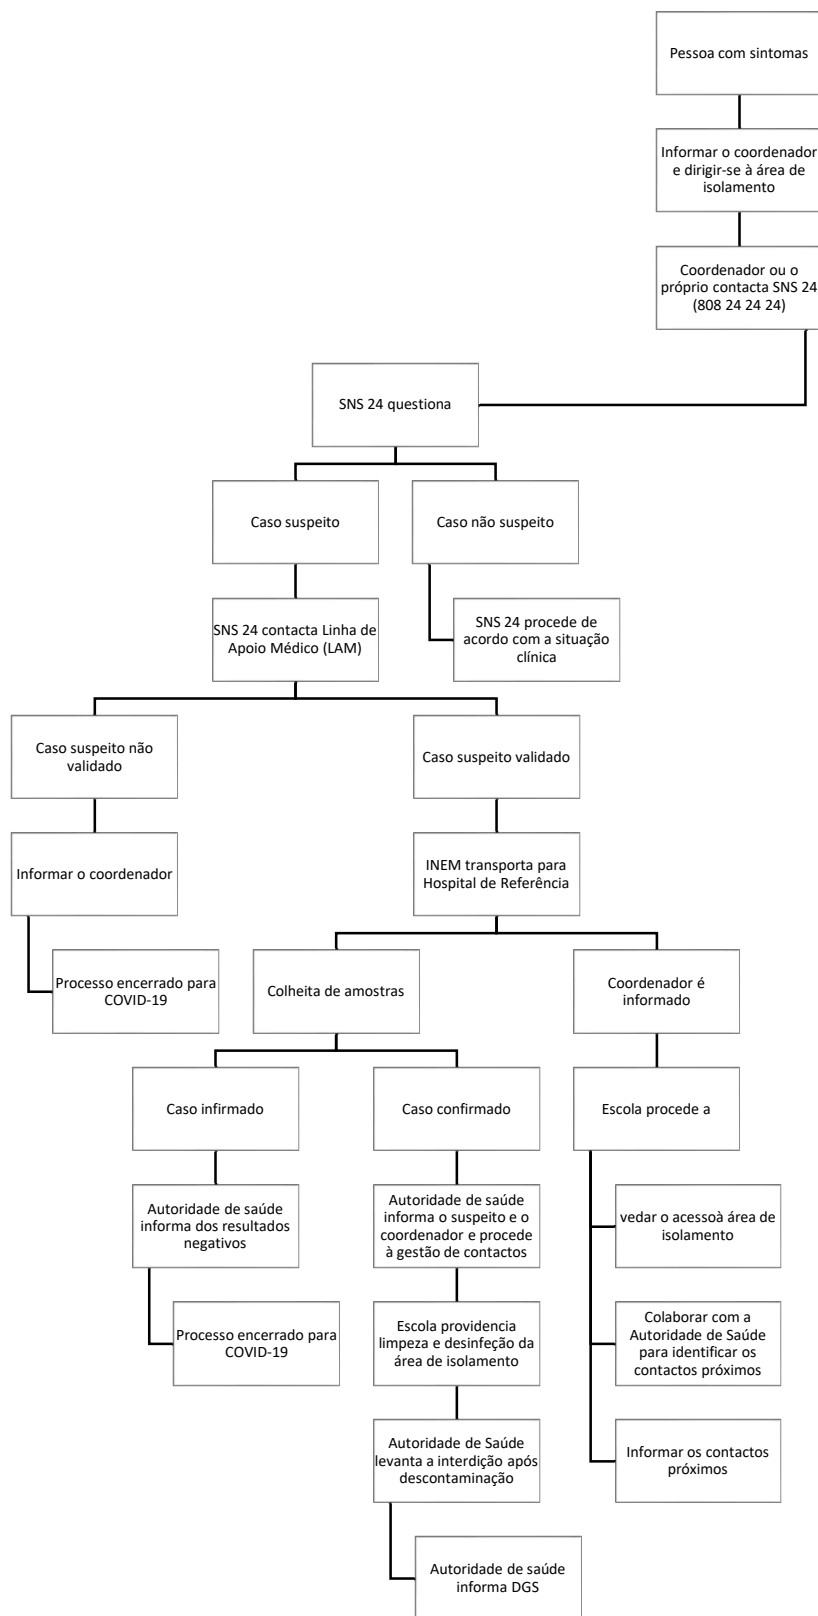 Pessoa com sintomas
Informar o coordenador
e dirigir-se à área de
isolamento
Coordenador ou o
próprio contacta SNS 24
(808 24 24 24)
SNS 24 questiona
Caso suspeito
Caso não suspeito
SNS 24 contacta Linha de
Apoio Médico (LAM)
SNS 24 procede de
acordo com a situação
clínica
Caso suspeito não
validado
Caso suspeito validado
Informar o coordenador
INEM transporta para
Hospital de Referência
Processo encerrado para
COVID-19
Colheita de amostras
Coordenador é
informado
Caso infirmado
Caso confirmado
Escola procede a
Autoridade de saúde
informa dos resultados
negativos
Autoridade de saúde
informa o suspeito e o
coordenador e procede
à gestão de contactos
vedar o acessoà área de
isolamento
Processo encerrado para
COVID-19
Escola providencia
limpeza e desinfeção da
área de isolamento
Colaborar com a
Autoridade de Saúde
para identificar os
contactos próximos
Autoridade de Saúde
levanta a interdição após
descontaminação
Informar os contactos
próximos
Autoridade de saúde
informa DGS